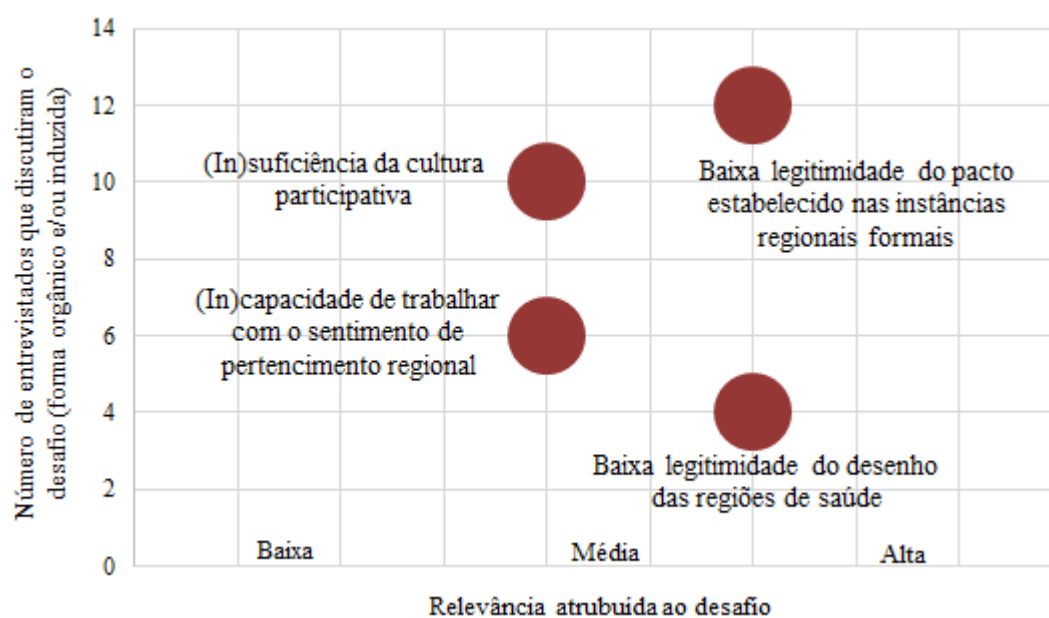 Número de entrevistados que discutiram o
desafio (forma orgânico e/ou induzida)
14
12
10
8
6
4
2
0
(In)suficiência da cultura
participativa
Baixa legitimidade do pacto
estabelecido nas instâncias
regionais formais
(In)capacidade de trabalhar
com o sentimento de
pertencimento regional
Baixa legitimidade do desenho
das regiões de saúde
Baixa
Média
Alta
Relevância atrubuída ao desafio